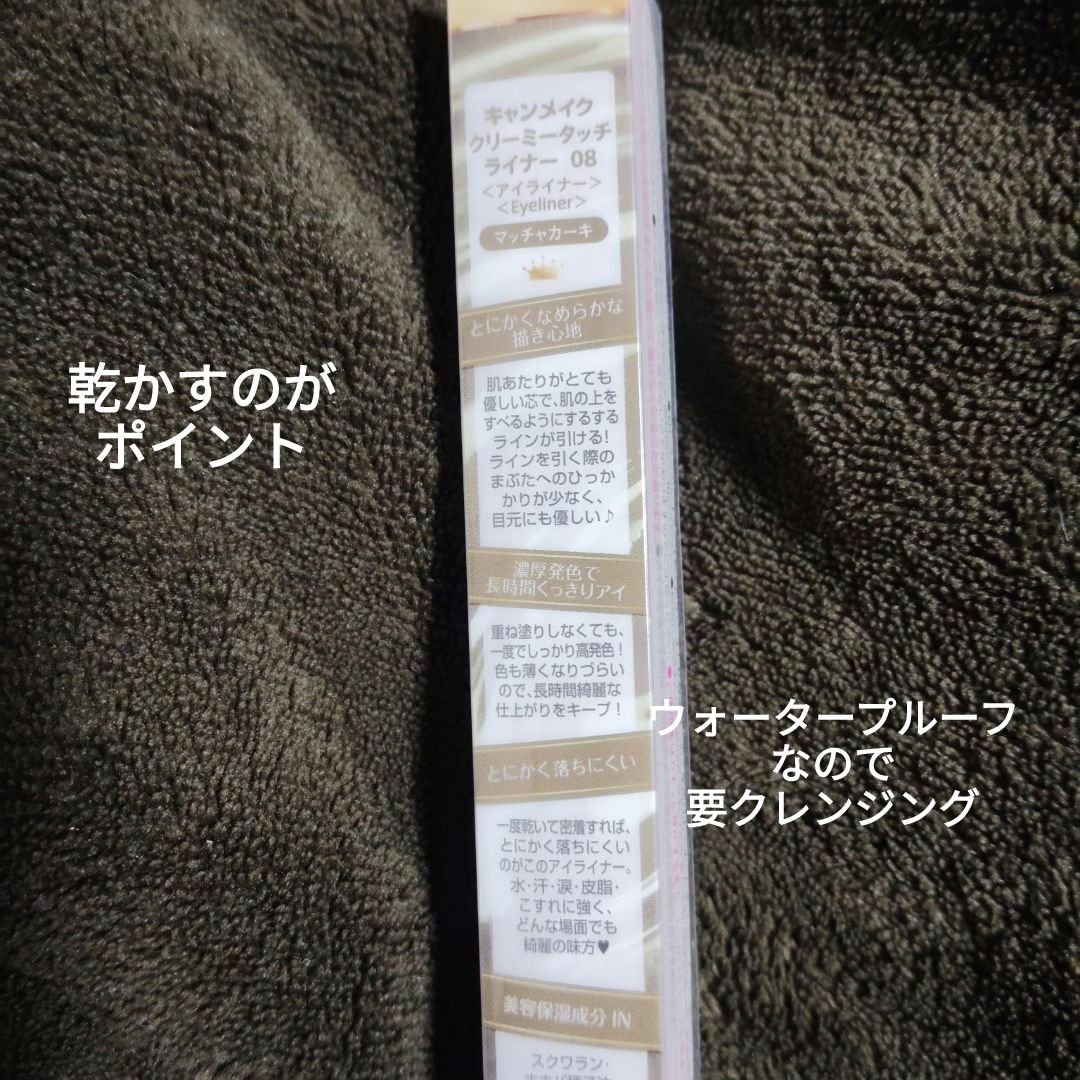 キャンメイク
クリーミータッチ
ライナー 08
＜アイライナー＞
＜Eyeliner＞
マッチャカーキ
とにかくなめらかな
描き心地
肌あたりがとても
優しい芯で、肌の上を
すべるようにするする
ラインが引ける!
ラインを引く際の
まぶたへのひっか
かりが少なく、
目元にも優しい♪
濃厚発色で
長時間くっきりアイ
重ね塗りしなくても、
一度でしっかり高発色!
色も薄くなりづらい
ので、長時間綺麗な
仕上がりをキープ!
とにかく落ちにくい
一度乾いて密着すれば、
とにかく落ちにくい
のがこのアイライナー。
水・汗・涙・皮脂・
こすれに強く、
どんな場面でも
綺麗の味方♥
美容保湿成分 IN
スクワラン・
乾かすのが
ポイント
ウォータープルーフ
なので
要クレンジング